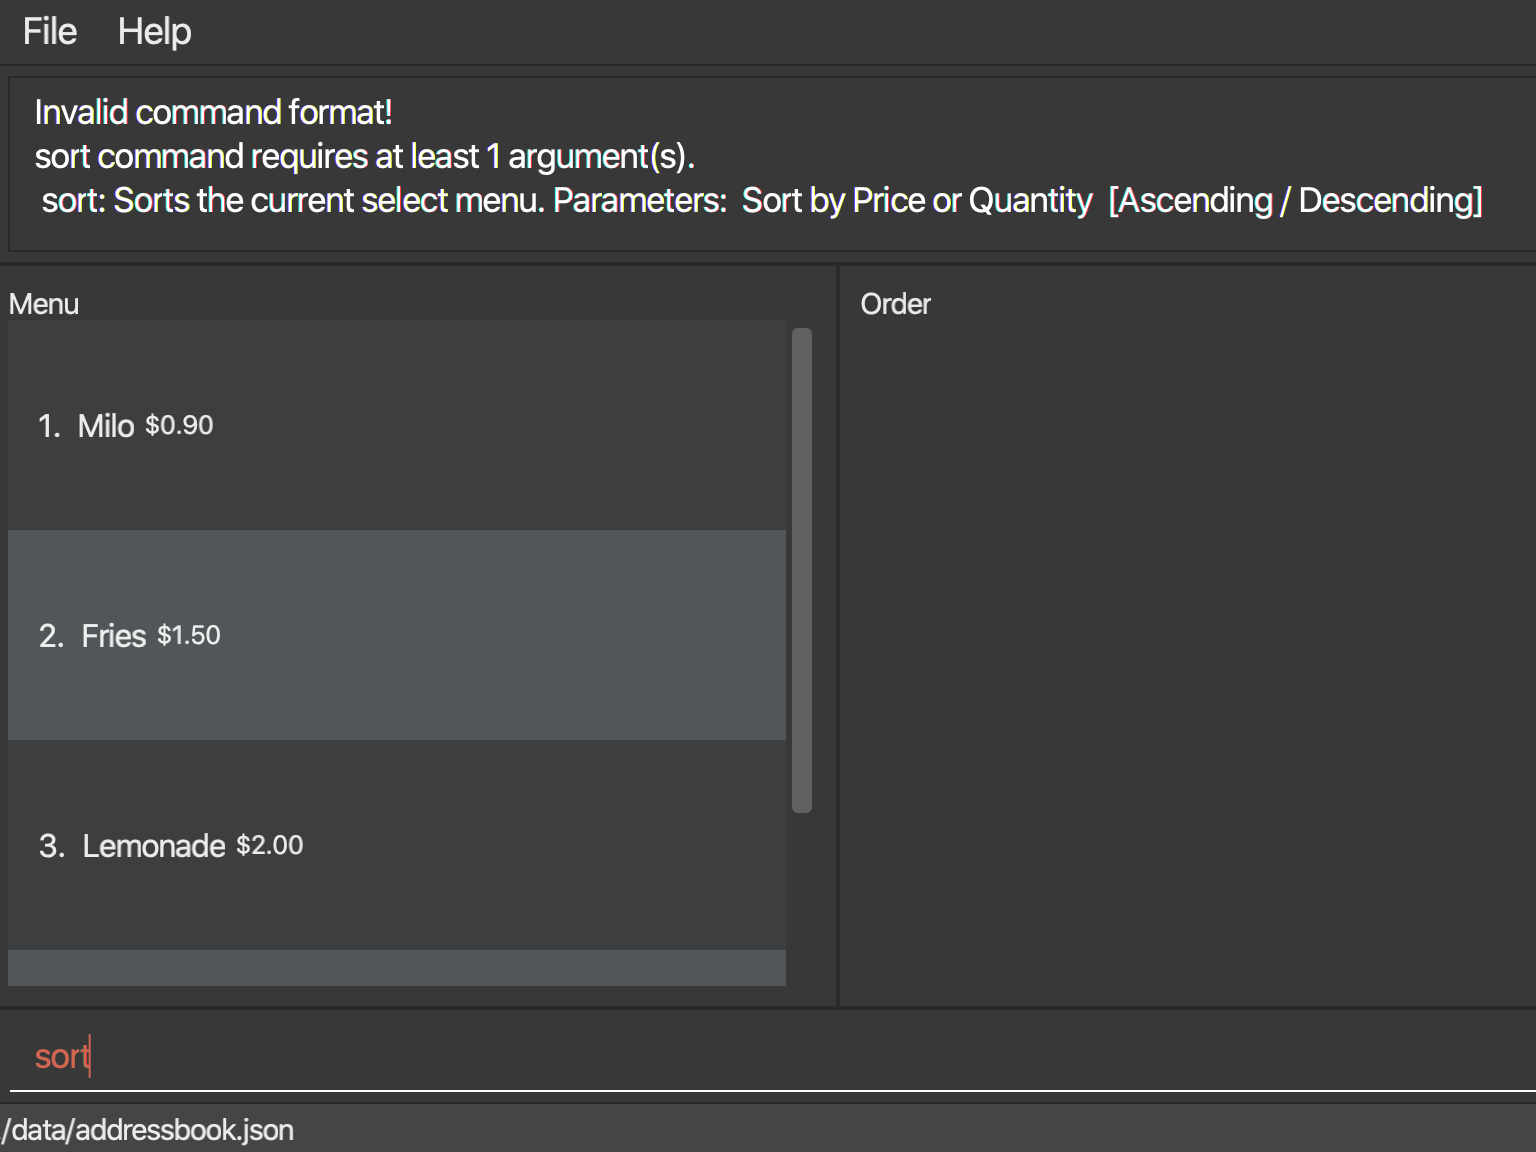 File Help
Invalid command format!
sort command requires at least 1 argument(s).
sort: Sorts the current select menu. Parameters:  Sort by Price or Quantity  [Ascending / Descending]
Menu
Order
1. Milo $0.90
2. Fries $1.50
3. Lemonade $2.00
sort
/data/addressbook.json